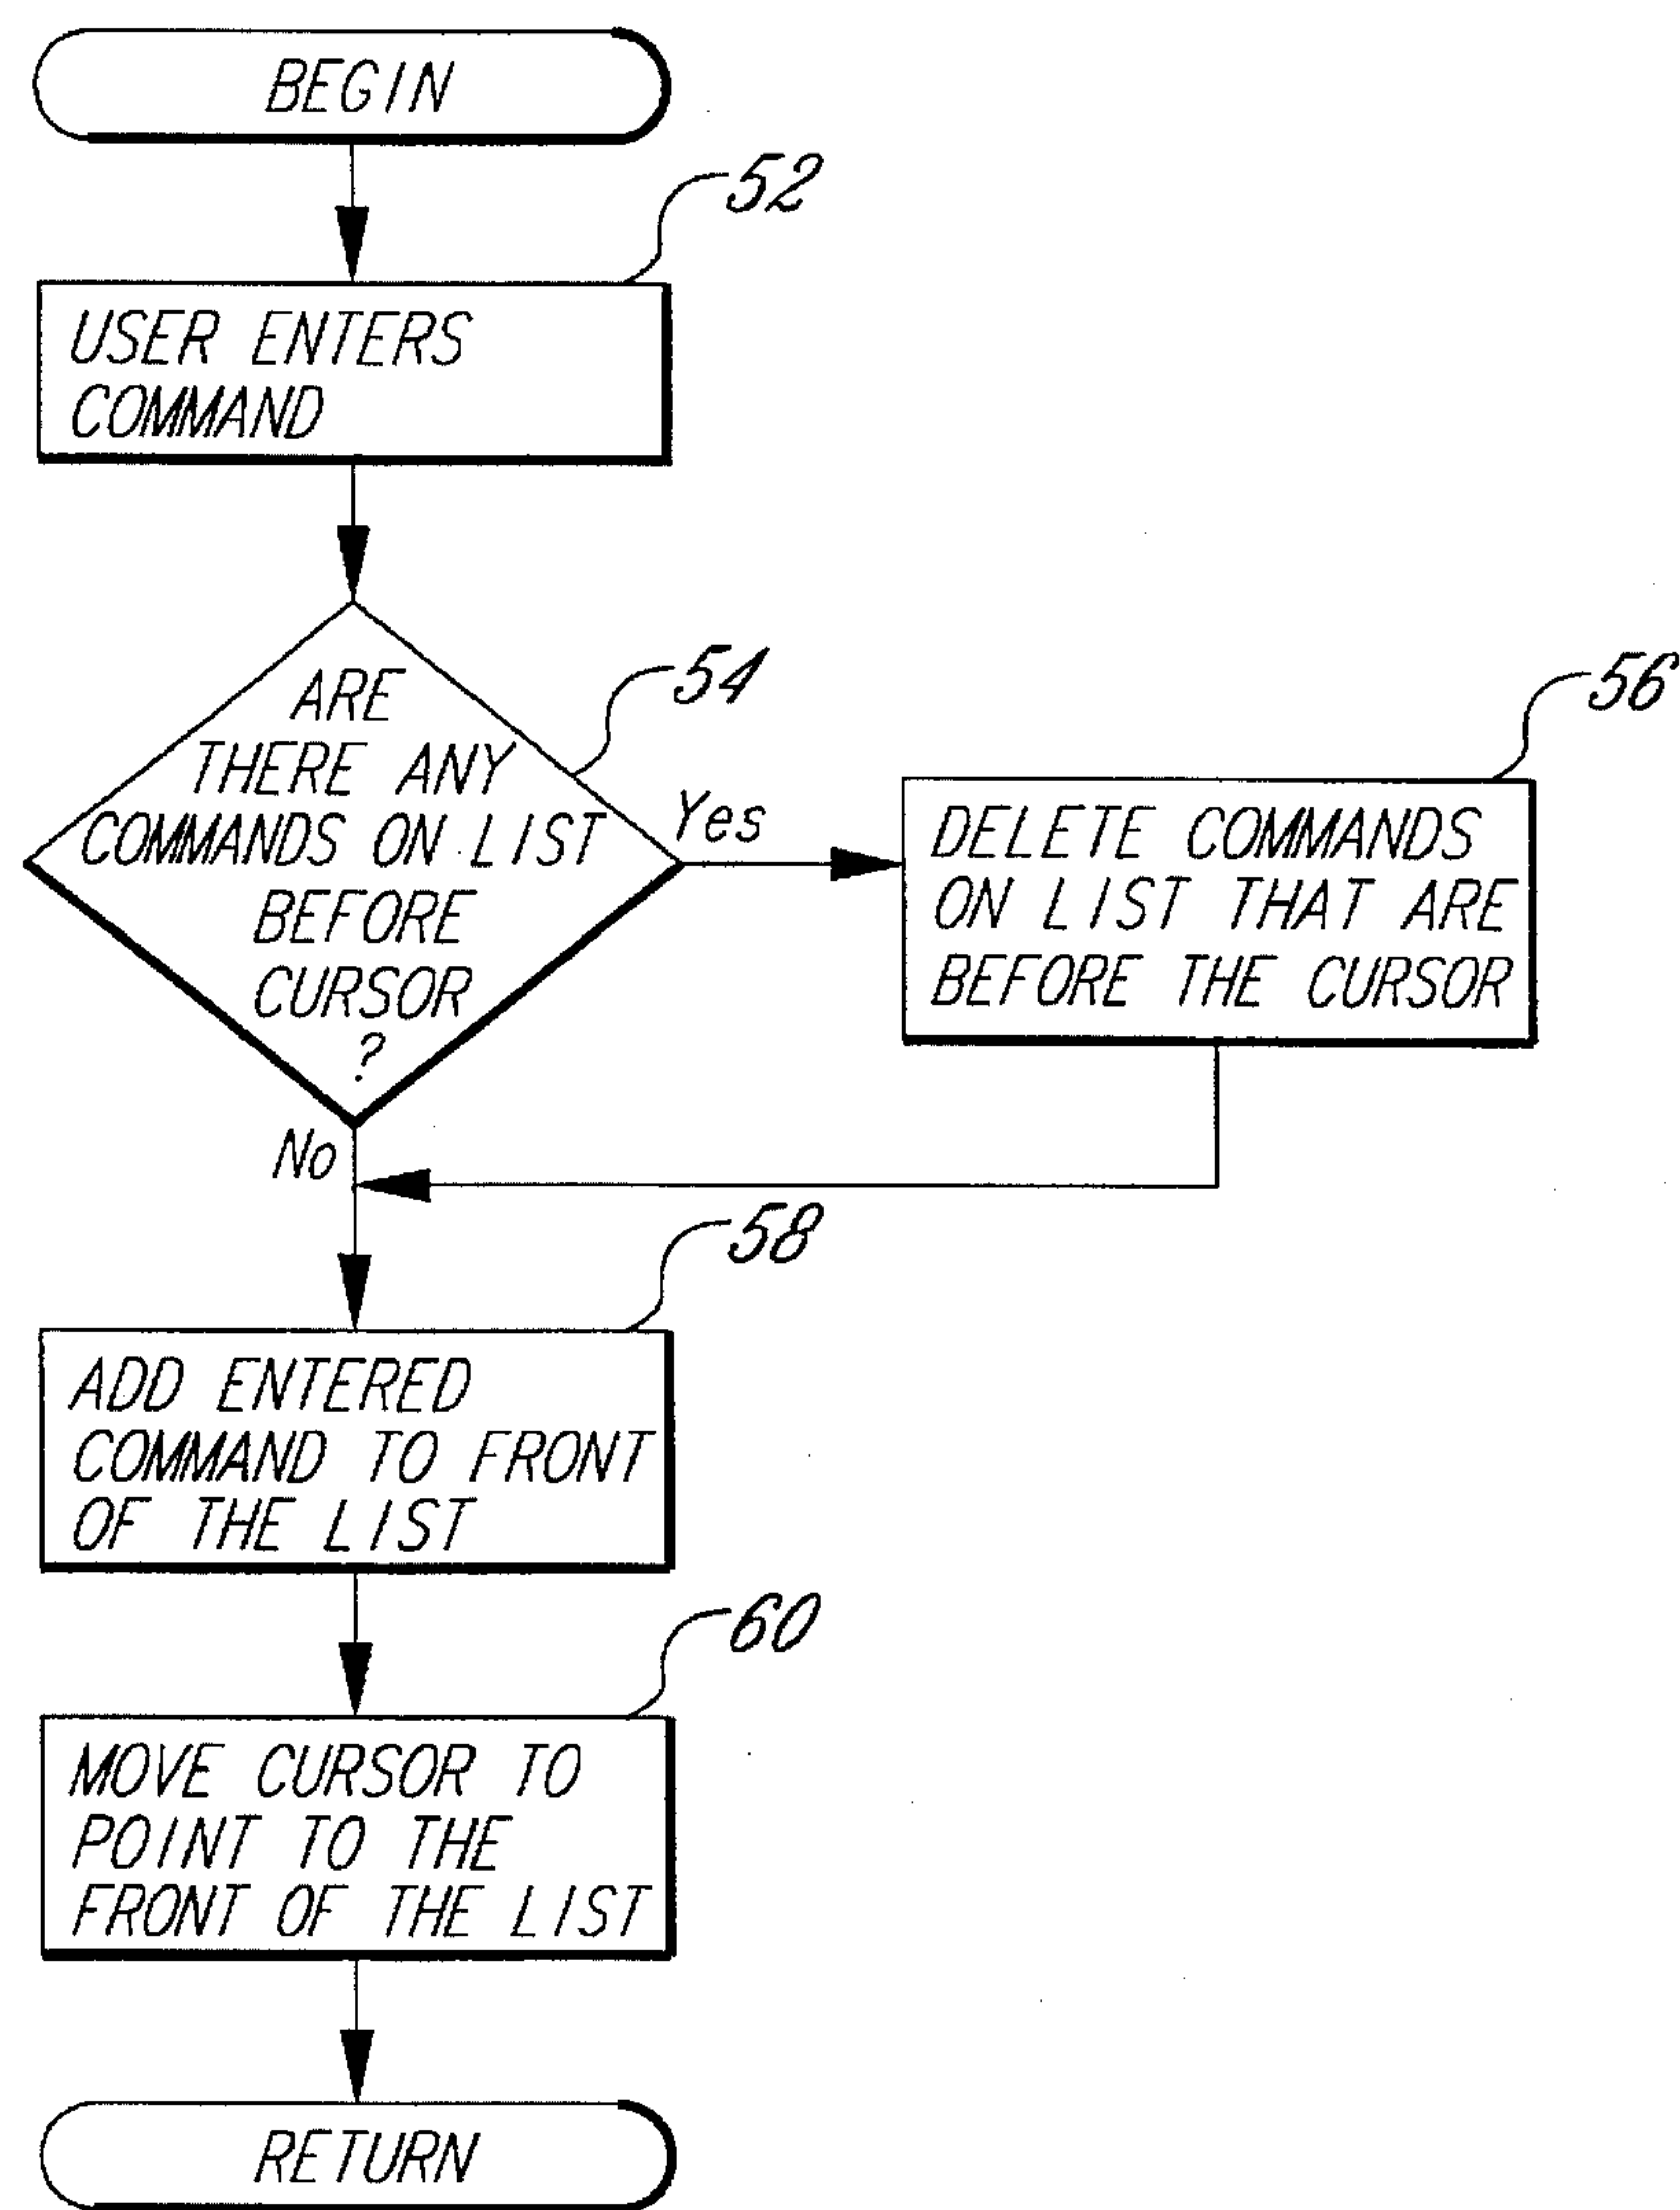 BEGIN
52
USER ENTERS
COMMAND
54
ARE
THERE ANY
COMMANDS ON LIST
BEFORE
CURSOR
?
Yes
56
DELETE COMMANDS
ON LIST THAT ARE
BEFORE THE CURSOR
No
58
ADD ENTERED
COMMAND TO FRONT
OF THE LIST
60
MOVE CURSOR TO
POINT TO THE
FRONT OF THE LIST
RETURN